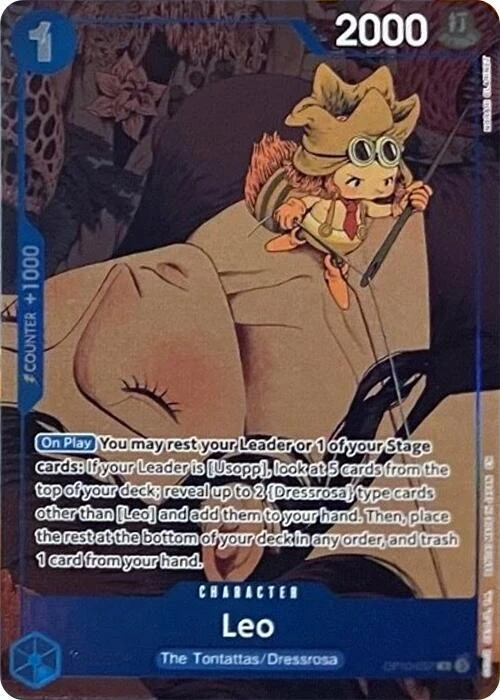 1
2000
打
COUNTER +1000
On Play You may rest your Leader or 1 of your Stage
cards: If your Leader is [Usopp], look at 5 cards from the
top of your deck; reveal up to 2 {Dressrosa} type cards
other than [Leo] and add them to your hand. Then, place
the rest at the bottom of your deck in any order, and trash
1 card from your hand.
CHARACTER
Leo
The Tontattas/Dressrosa